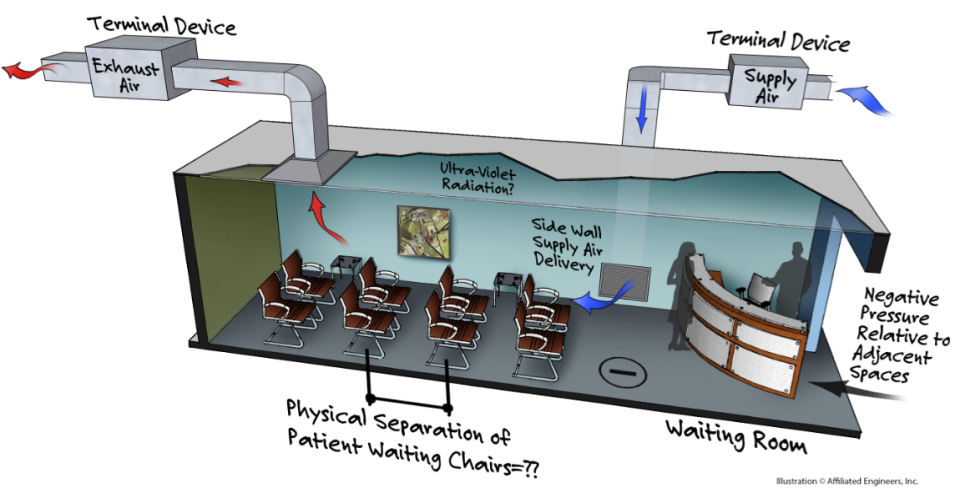 Terminal Device
Exhaust
Air
Terminal Device
Supply
Air
Ultra-Violet
Radiation?
Side Wall
Supply Air
Delivery
Negative
Pressure
Relative to
Adjacent
Spaces
Physical Separation of
Patient Waiting Chairs=??
Waiting Room
Illustration © Affiliated Engineers, Inc.